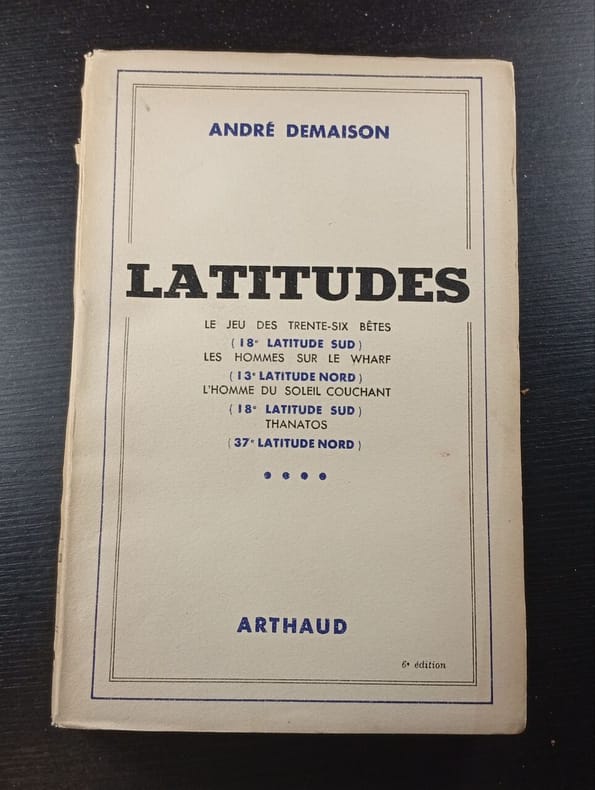 ANDRÉ DEMAISON
LATITUDES
LE JEU DES TRENTE-SIX BÊTES
( 18e LATITUDE SUD )
LES HOMMES SUR LE WHARF
( 13e LATITUDE NORD )
L'HOMME DU SOLEIL COUCHANT
( 18e LATITUDE SUD )
THANATOS
( 37e LATITUDE NORD )
ARTHAUD
6e édition